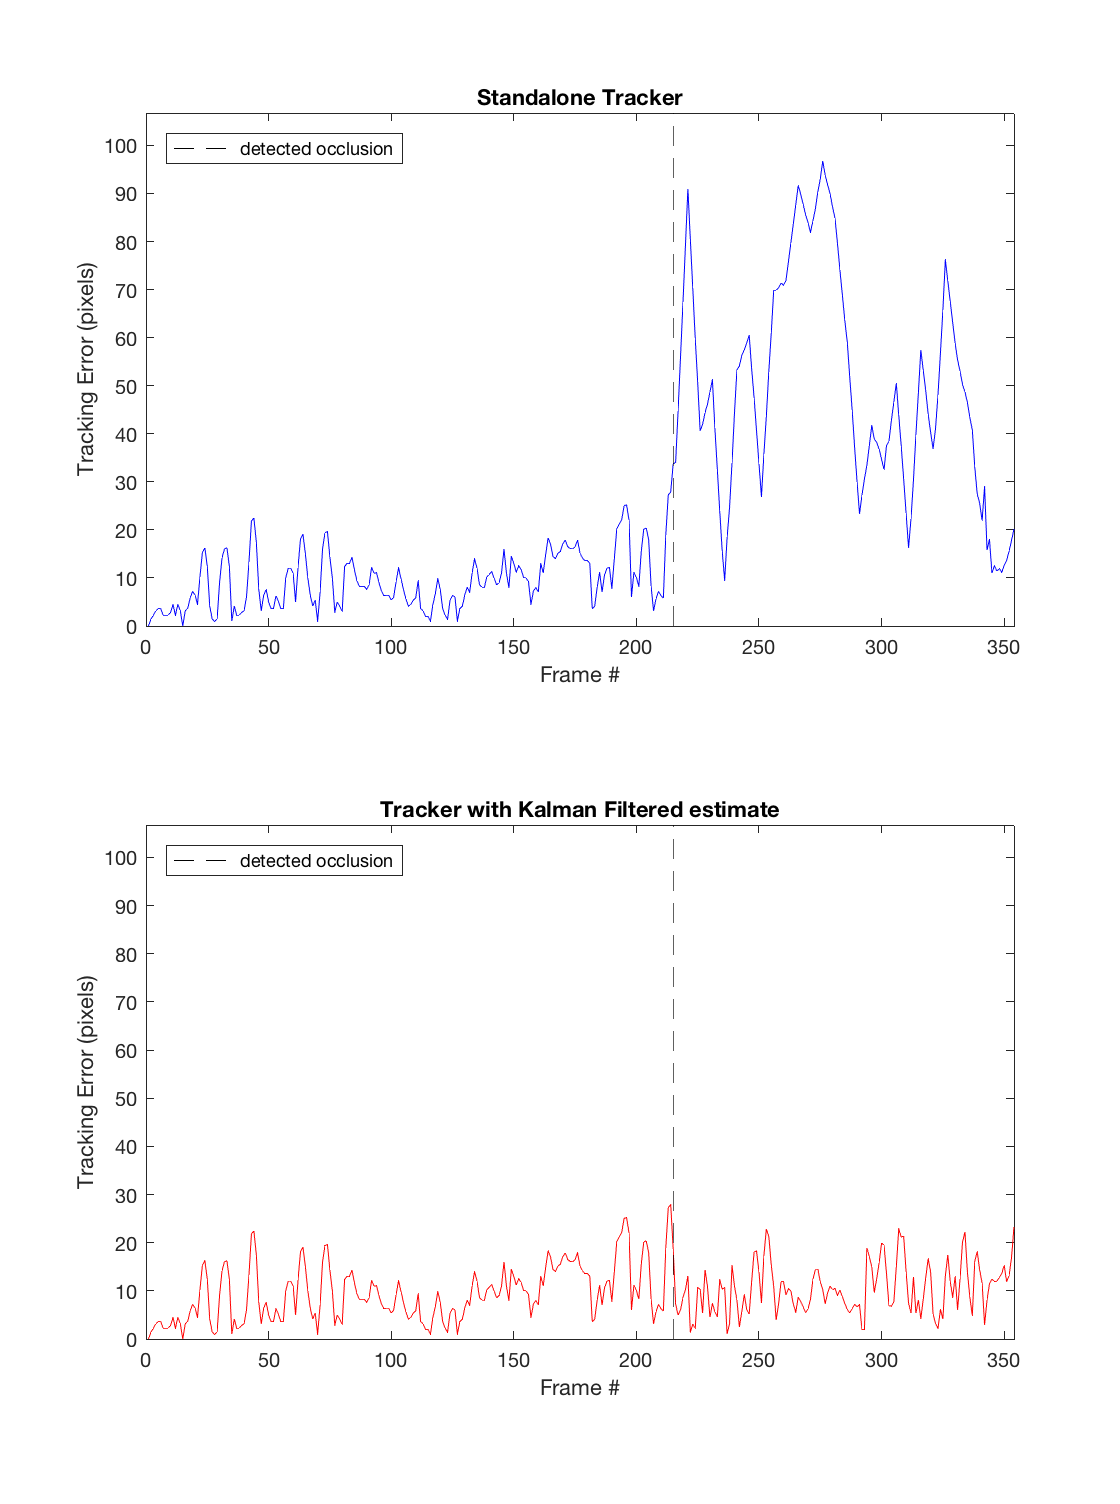 Standalone Tracker
detected occlusion
100
90
80
70
60
50
40
30
20
10
0
Tracking Error (pixels)
0 50 100 150 200 250 300 350
Frame #
Tracker with Kalman Filtered estimate
detected occlusion
100
90
80
70
60
50
40
30
20
10
0
Tracking Error (pixels)
0 50 100 150 200 250 300 350
Frame #